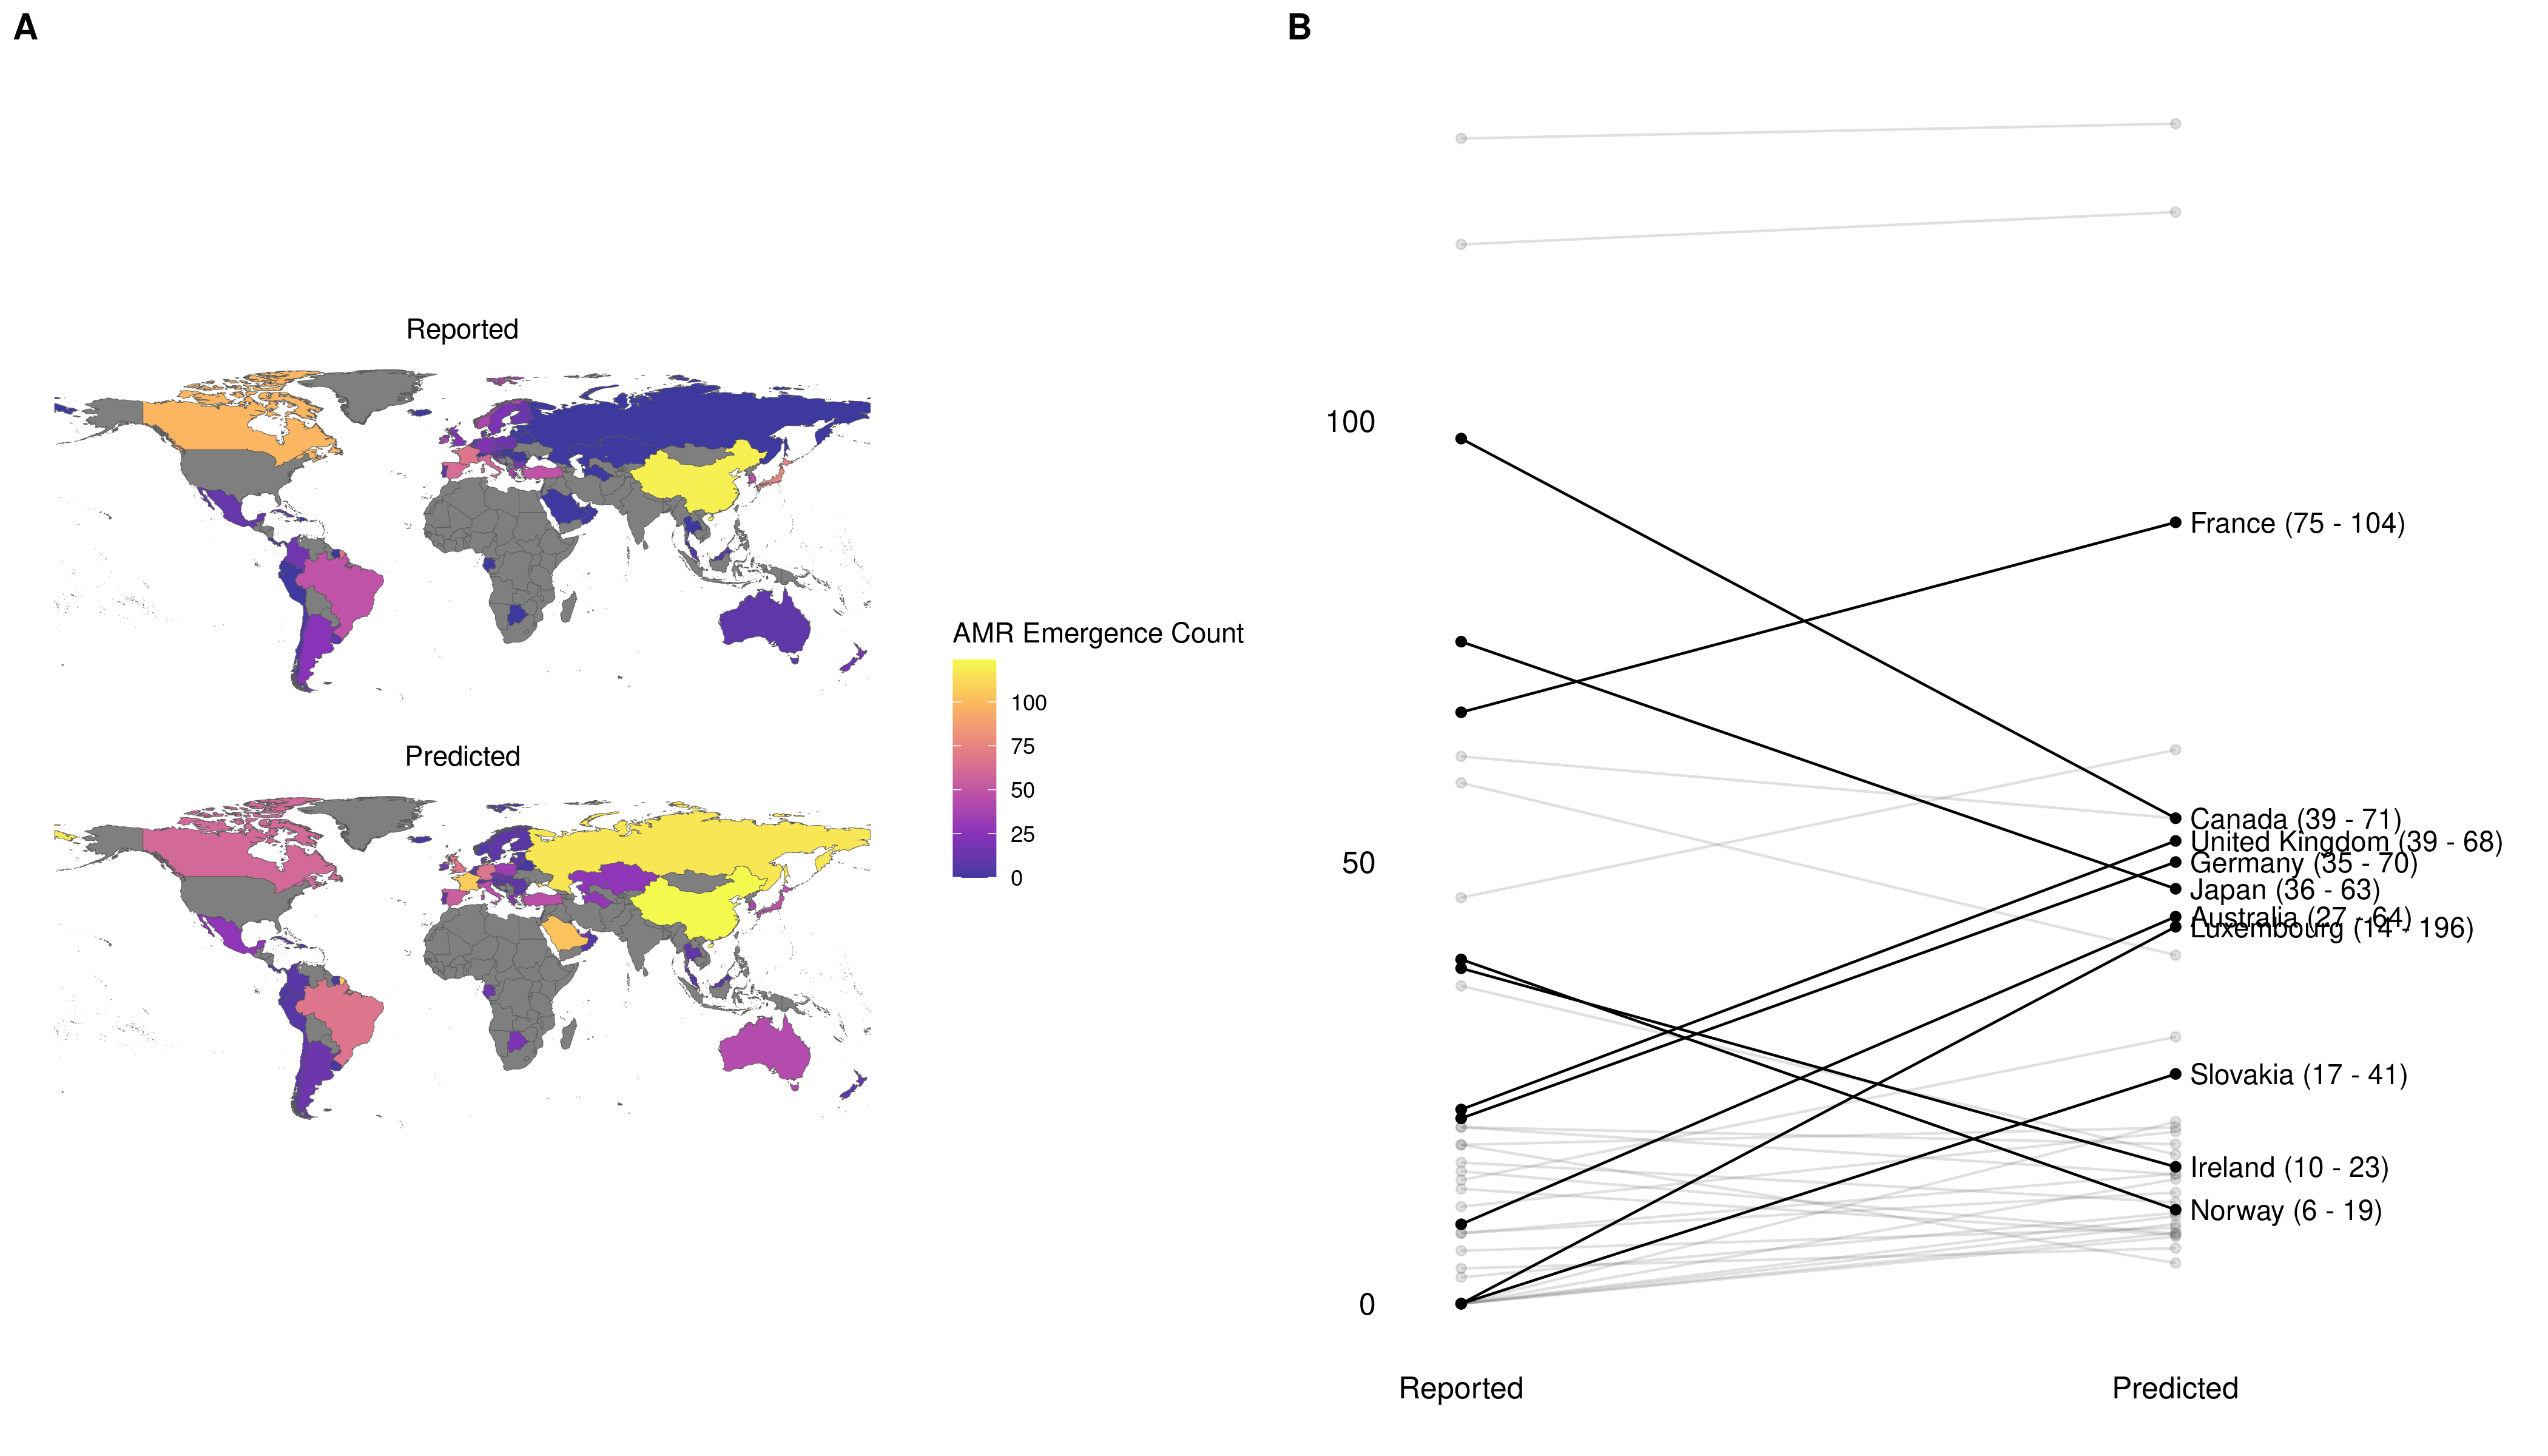 A
Reported
Predicted
AMR Emergence Count
100
75
50
25
0
B
100
50
0
France (75 - 104)
Canada (39 - 71)
United Kingdom (39 - 68)
Germany (35 - 70)
Japan (36 - 63)
Australia (27 - 64)
Luxembourg (14 - 196)
Slovakia (17 - 41)
Ireland (10 - 23)
Norway (6 - 19)
Reported
Predicted